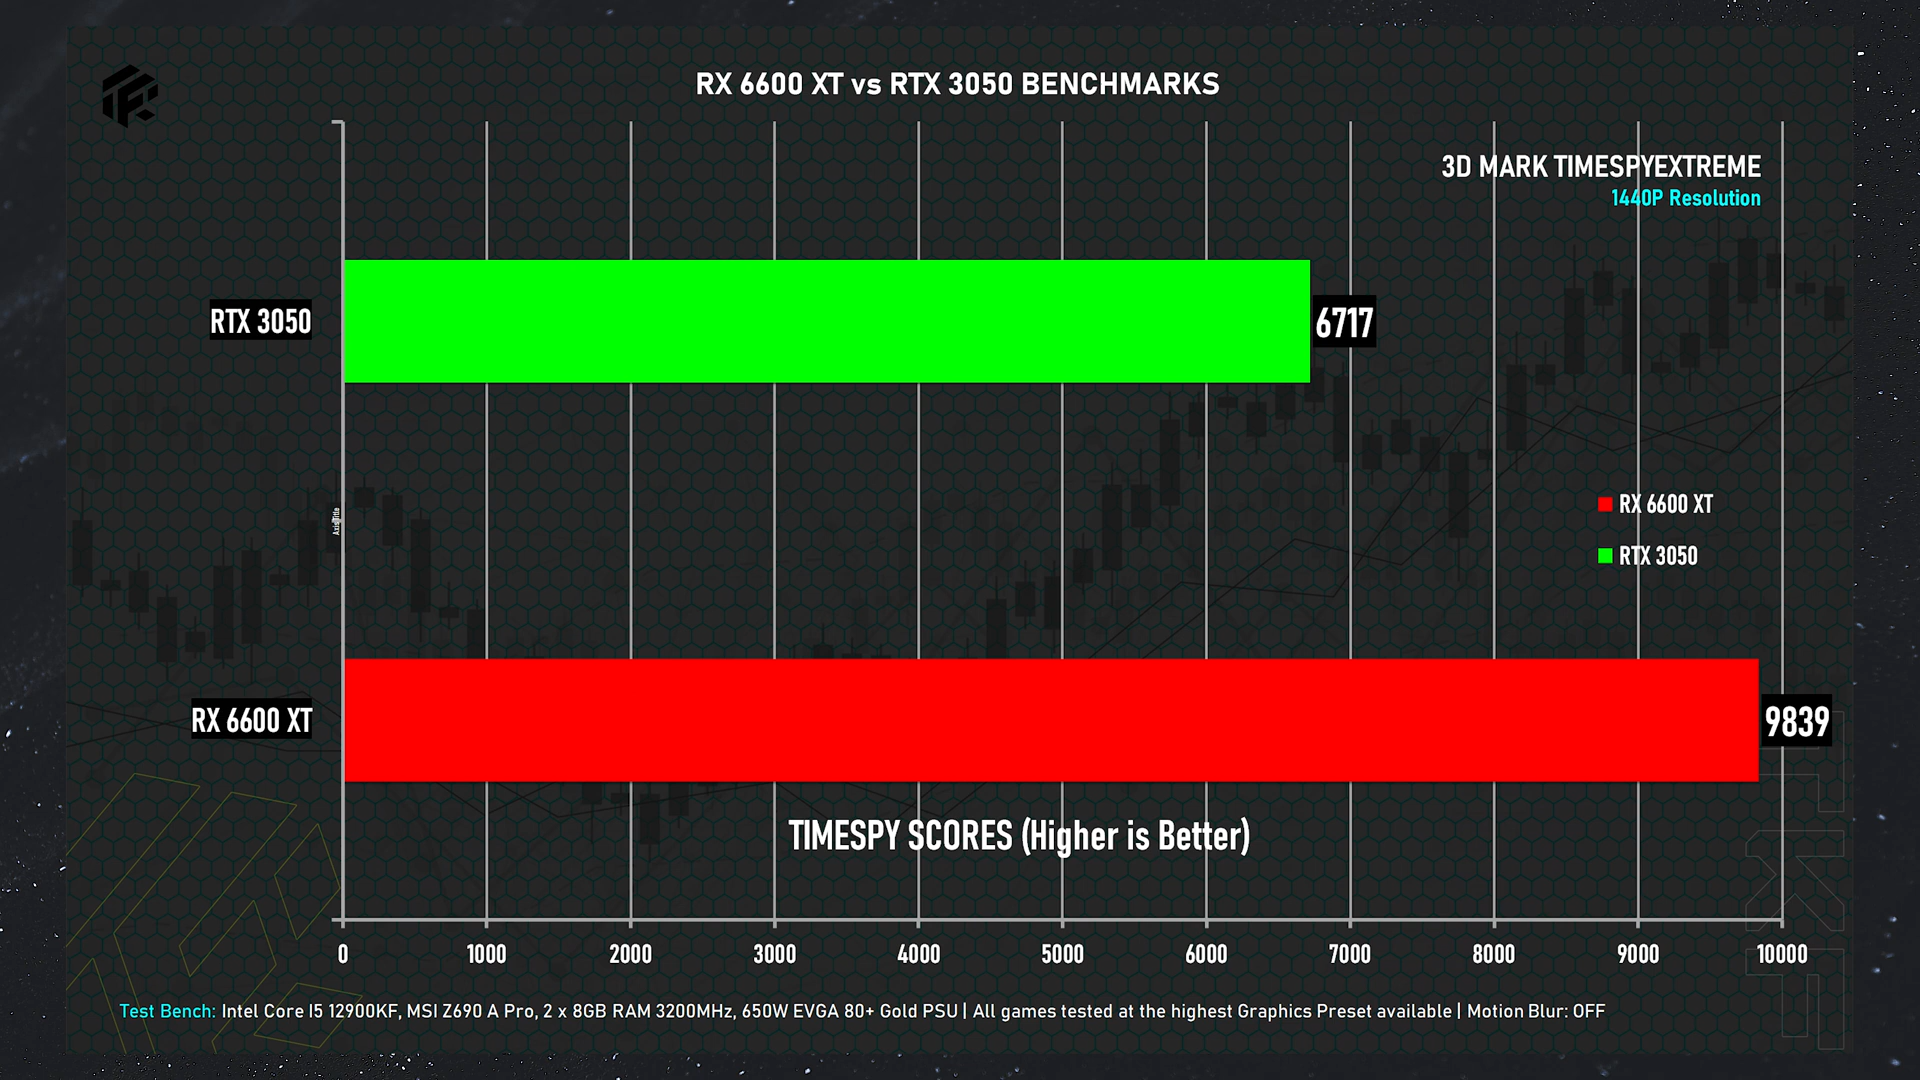 RX 6600 XT vs RTX 3050 BENCHMARKS
3D MARK TIMESPYEXTREME
1440P Resolution
RTX 3050
6717
Axis Title
RX 6600 XT
RTX 3050
RX 6600 XT
9839
TIMESPY SCORES (Higher is Better)
0 1000 2000 3000 4000 5000 6000 7000 8000 9000 10000
Test Bench: Intel Core I5 12900KF, MSI Z690 A Pro, 2 x 8GB RAM 3200MHz, 650W EVGA 80+ Gold PSU | All games tested at the highest Graphics Preset available | Motion Blur: OFF